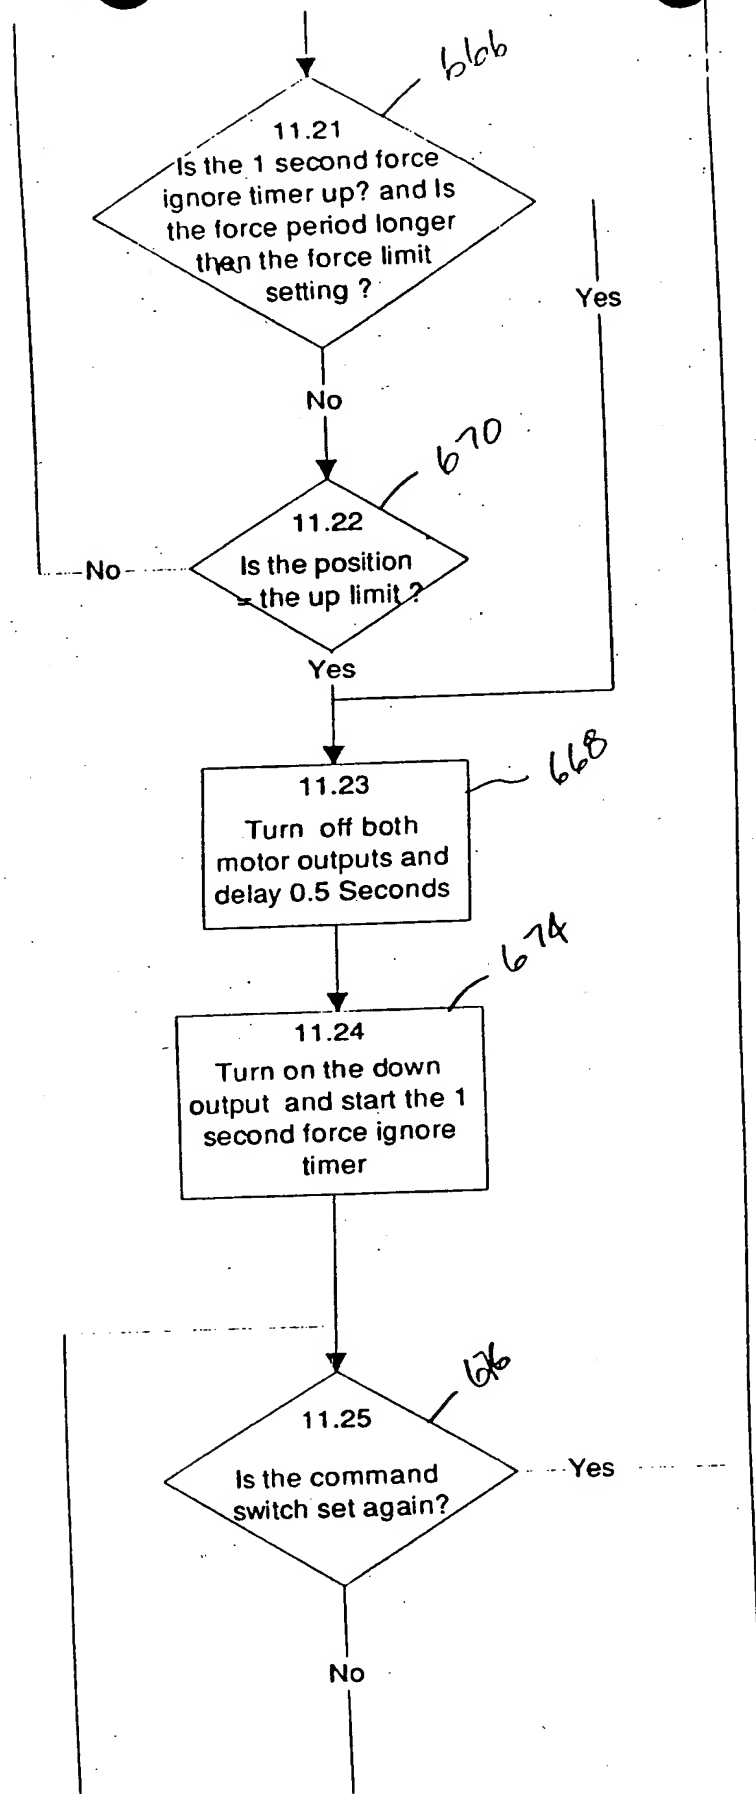 666
11.21
Is the 1 second force
ignore timer up? and Is
the force period longer
then the force limit
setting ?
Yes
No
670
11.22
Is the position
= the up limit ?
No
Yes
668
11.23
Turn off both
motor outputs and
delay 0.5 Seconds
674
11.24
Turn on the down
output and start the 1
second force ignore
timer
676
11.25
Is the command
switch set again?
Yes
No